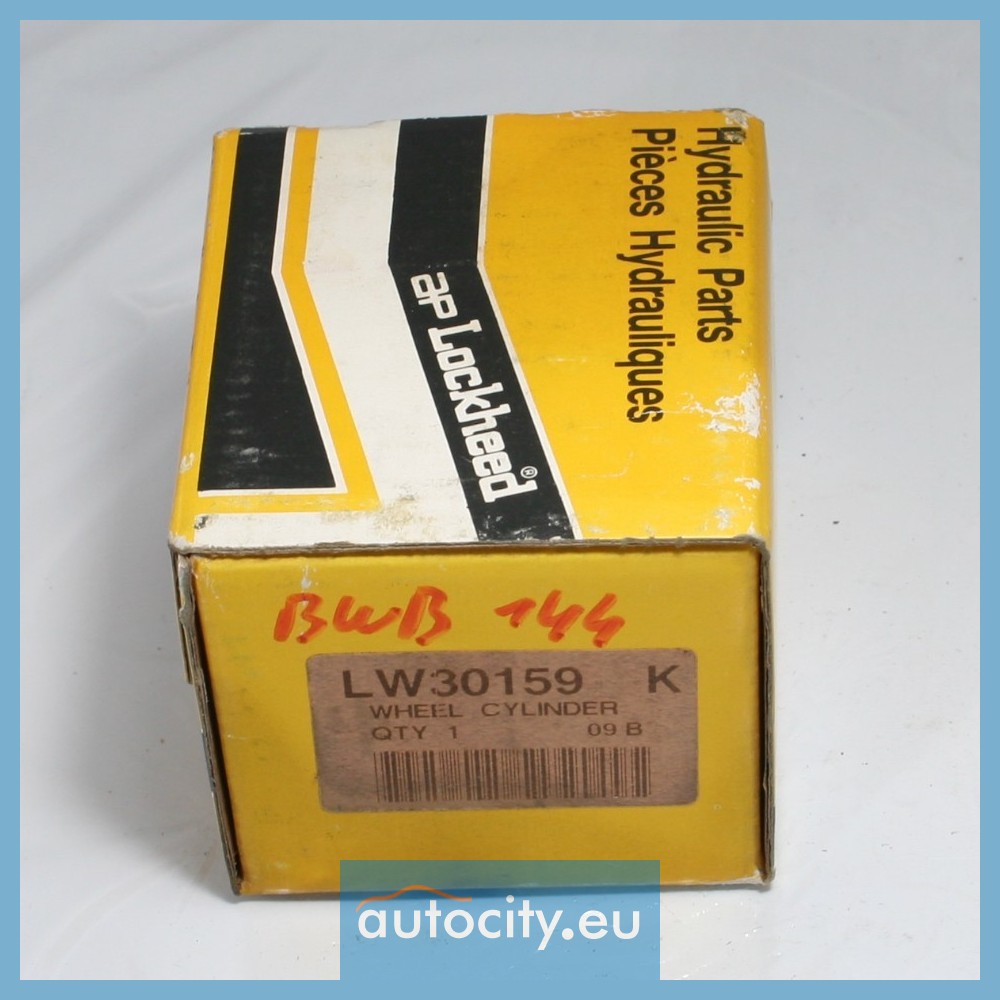 Hydraulic Parts
Pièces Hydrauliques
ap Lockheed®
BWB 144
LW30159 K
WHEEL CYLINDER
QTY 1 09 B
autocity.eu